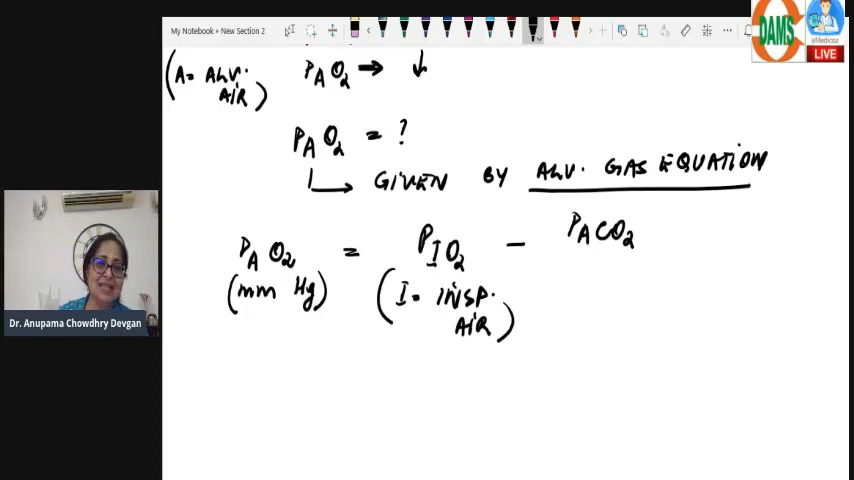 My Notebook » New Section 2
DAMS
eMedicoz
LIVE
(A = ALV. AIR)
PAO2 → ↓
PAO2 = ?
↳ GIVEN BY ALV. GAS EQUATION
PAO2 = PIO2 - PACO2
(mm Hg) (I = INSP. AIR)
Dr. Anupama Chowdhry Devgan